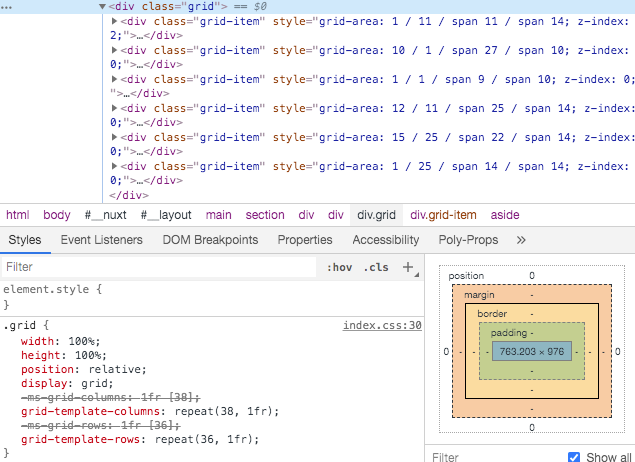 <div class="grid"> == $0
<div class="grid-item" style="grid-area: 1 / 11 / span 11 / span 14; z-index:
2;">…</div>
<div class="grid-item" style="grid-area: 10 / 1 / span 27 / span 10; z-index:
0;">…</div>
<div class="grid-item" style="grid-area: 1 / 1 / span 9 / span 10; z-index: 0;
">…</div>
<div class="grid-item" style="grid-area: 12 / 11 / span 25 / span 14; z-index:
0;">…</div>
<div class="grid-item" style="grid-area: 15 / 25 / span 22 / span 14; z-index:
0;">…</div>
<div class="grid-item" style="grid-area: 1 / 25 / span 14 / span 14; z-index:
0;">…</div>
</div>
html body #__nuxt #__layout main section div div div.grid div.grid-item aside
Styles Event Listeners DOM Breakpoints Properties Accessibility Poly-Props »
Filter :hov .cls +
element.style {
}
.grid { index.css:30
width: 100%;
height: 100%;
position: relative;
display: grid;
-ms-grid-columns: 1fr [38];
grid-template-columns: repeat(38, 1fr);
-ms-grid-rows: 1fr [36];
grid-template-rows: repeat(36, 1fr);
}
position 0
margin -
border -
padding -
0 - - - 763.203 × 976 - - - 0
-
-
-
0
Filter Show all